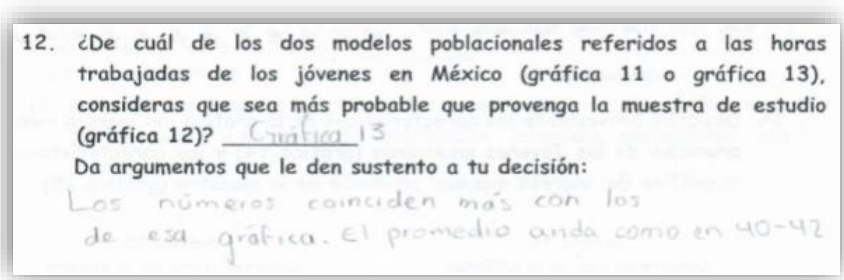 12. ¿De cuál de los dos modelos poblacionales referidos a las horas
trabajadas de los jóvenes en México (gráfica 11 o gráfica 13),
consideras que sea más probable que provenga la muestra de estudio
(gráfica 12)? Gráfica 13
Da argumentos que le den sustento a tu decisión:
Los números coinciden más con los
de esa gráfica. El promedio anda como en 40-42